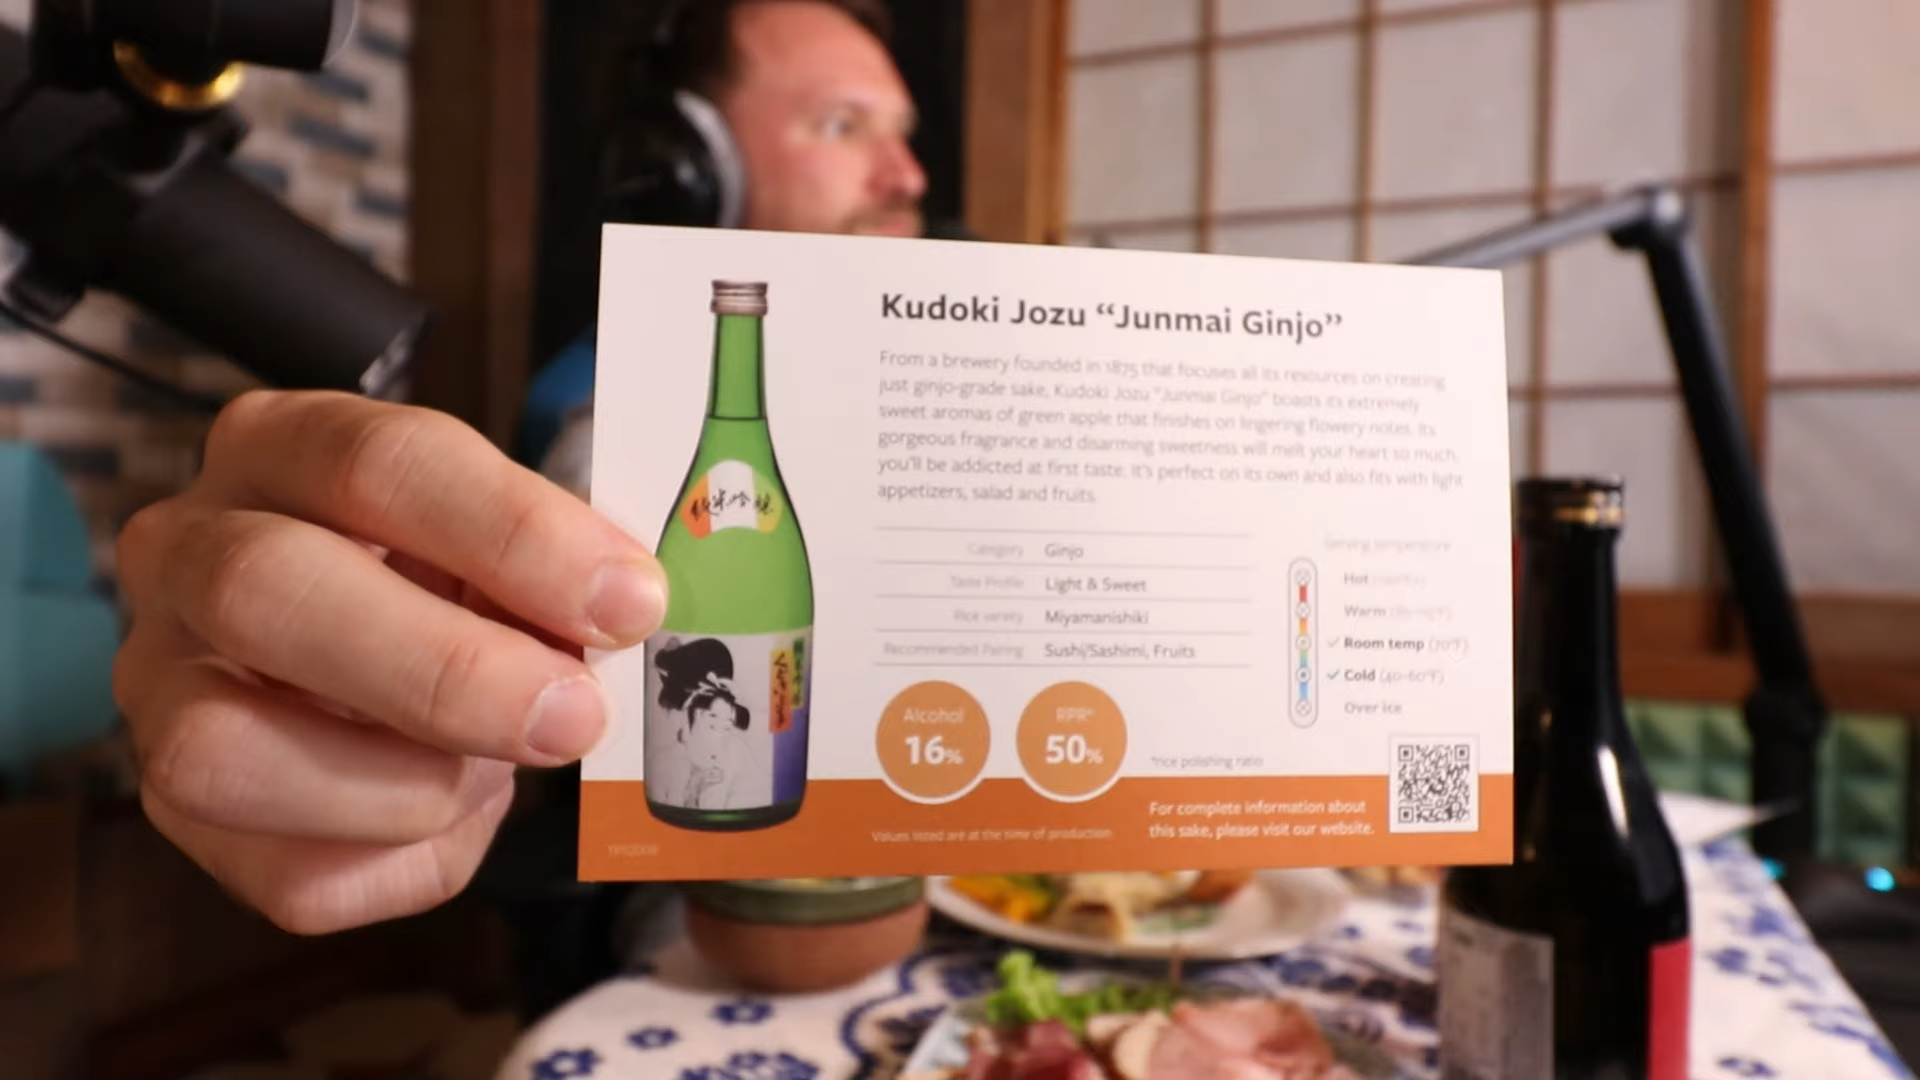 Kudoki Jozu “Junmai Ginjo”
From a brewery founded in 1875 that focuses all its resources on creating
just ginjo-grade sake, Kudoki Jozu “Junmai Ginjo” boasts its extremely
sweet aromas of green apple that finishes on lingering flowery notes. Its
gorgeous fragrance and disarming sweetness will melt your heart so much,
you’ll be addicted at first taste. It’s perfect on its own and also fits with light
appetizers, salad and fruits.
純米吟醸
Category Ginjo
Taste Profile Light & Sweet
Rice variety Miyamanishiki
Recommended Pairing Sushi/Sashimi, Fruits
Serving temperature
Hot
Warm
Room temp (70°F)
Cold (40-60°F)
Over ice
Alcohol
16%
RPR*
50%
*rice polishing ratio
For complete information about
this sake, please visit our website.
Values listed are at the time of production